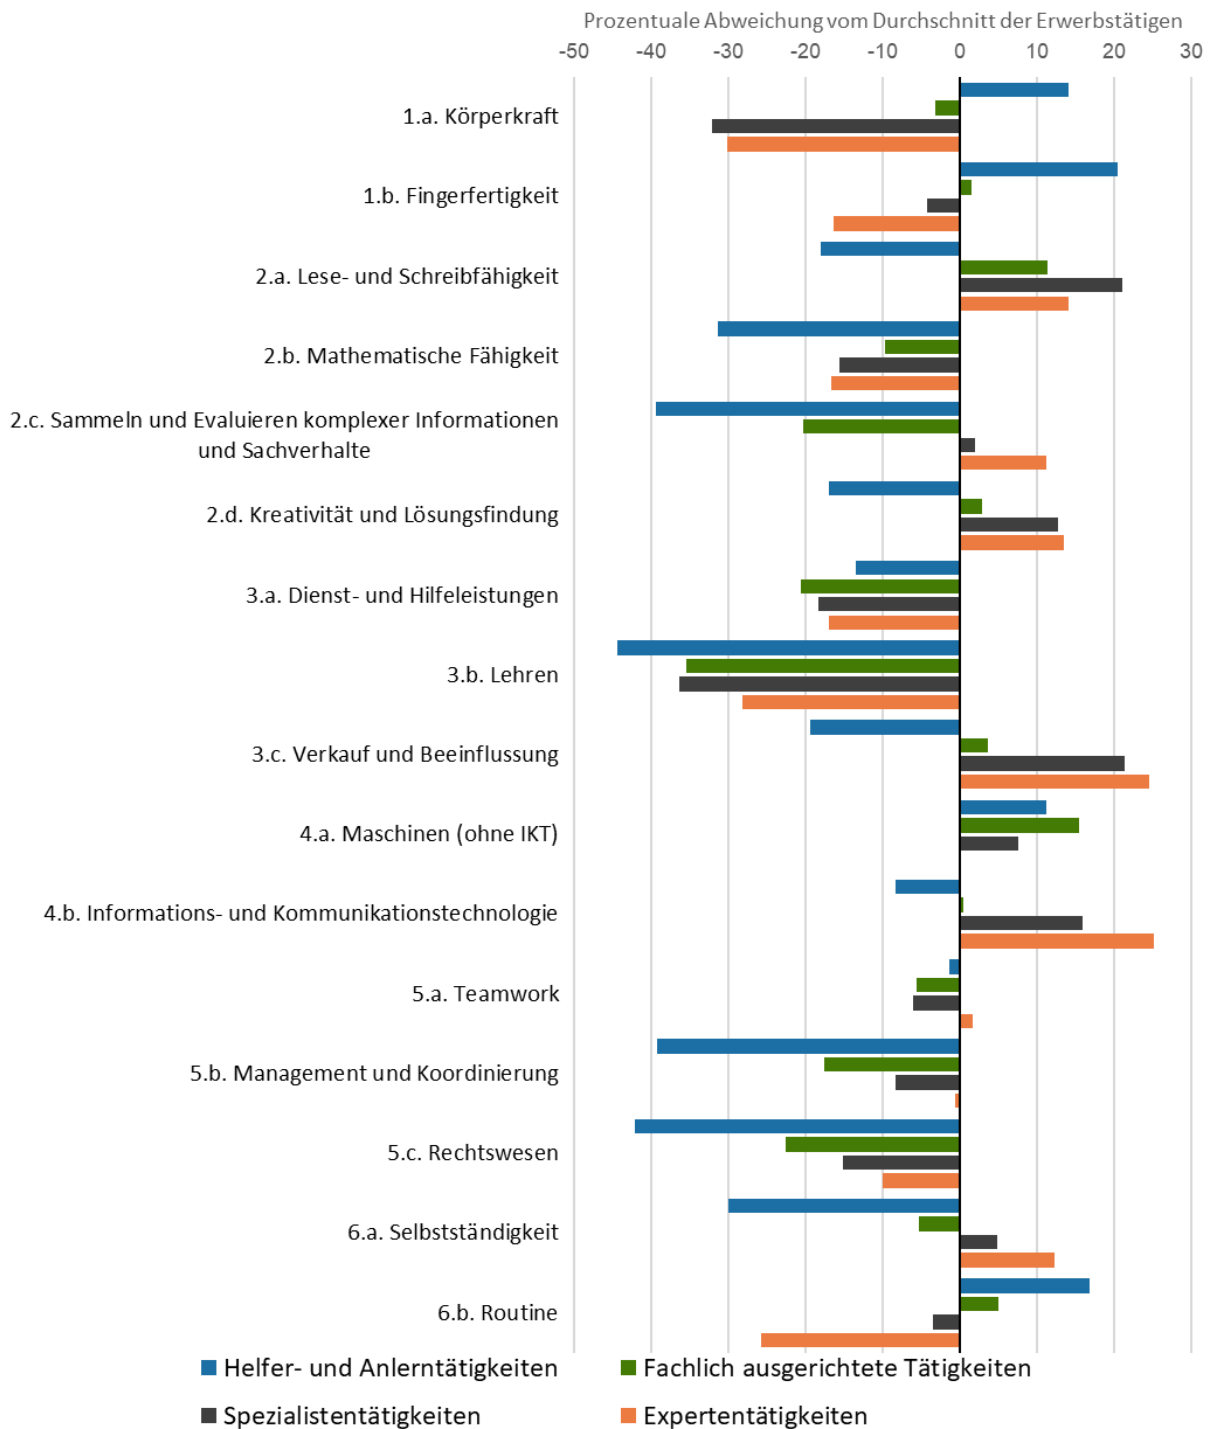 Prozentuale Abweichung vom Durchschnitt der Erwerbstätigen
-50 -40 -30 -20 -10 0 10 20 30
1.a. Körperkraft
1.b. Fingerfertigkeit
2.a. Lese- und Schreibfähigkeit
2.b. Mathematische Fähigkeit
2.c. Sammeln und Evaluieren komplexer Informationen
und Sachverhalte
2.d. Kreativität und Lösungsfindung
3.a. Dienst- und Hilfeleistungen
3.b. Lehren
3.c. Verkauf und Beeinflussung
4.a. Maschinen (ohne IKT)
4.b. Informations- und Kommunikationstechnologie
5.a. Teamwork
5.b. Management und Koordinierung
5.c. Rechtswesen
6.a. Selbstständigkeit
6.b. Routine
Helfer- und Anlerntätigkeiten
Fachlich ausgerichtete Tätigkeiten
Spezialistentätigkeiten
Expertentätigkeiten